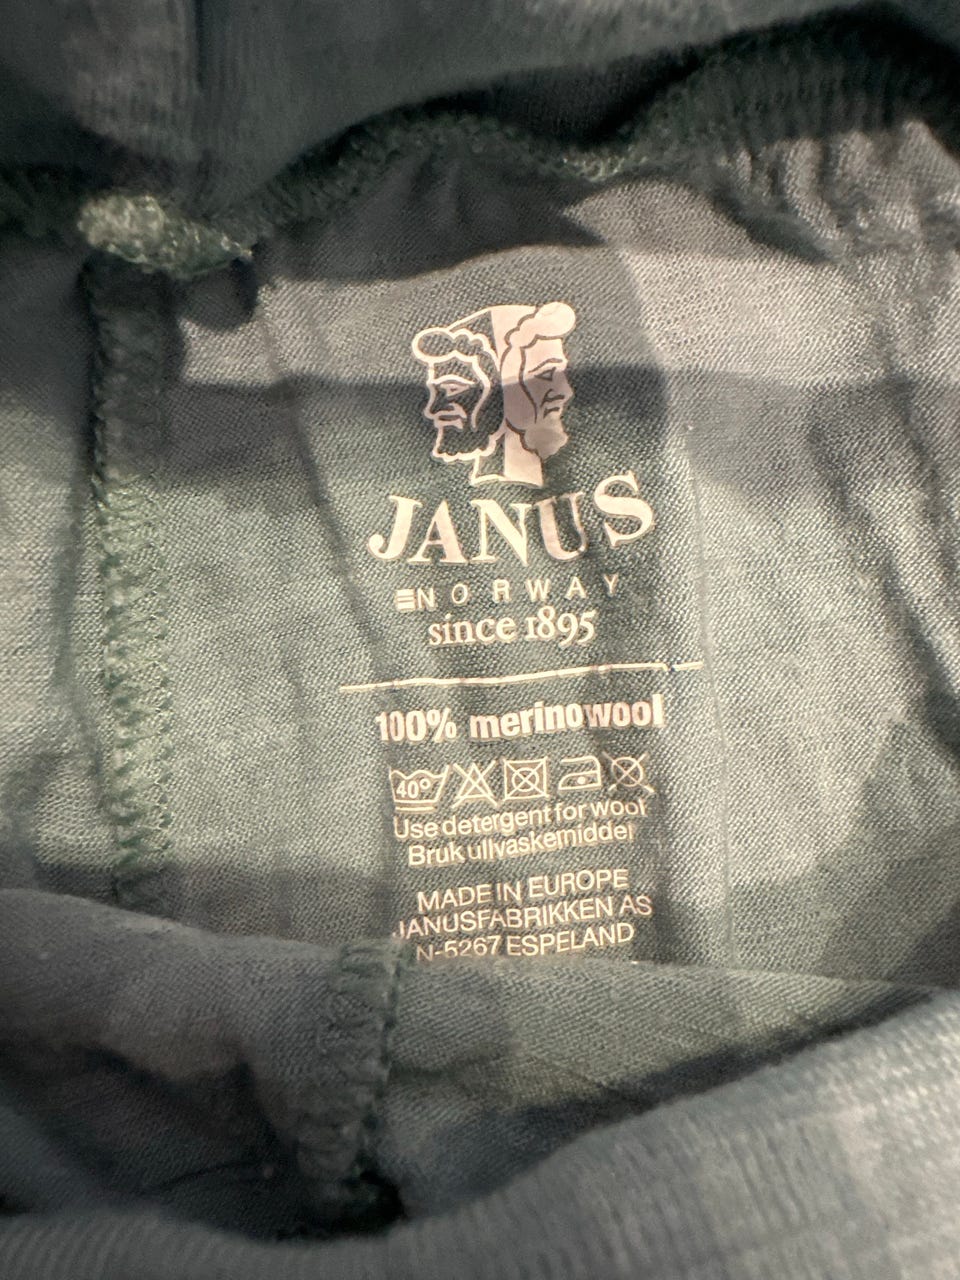 JANUS
NORWAY
since 1895
100% merinowool
40°
Use detergent for wool
Bruk ullvaskemiddel
MADE IN EUROPE
JANUSFABRIKKEN AS
N-5267 ESPELAND